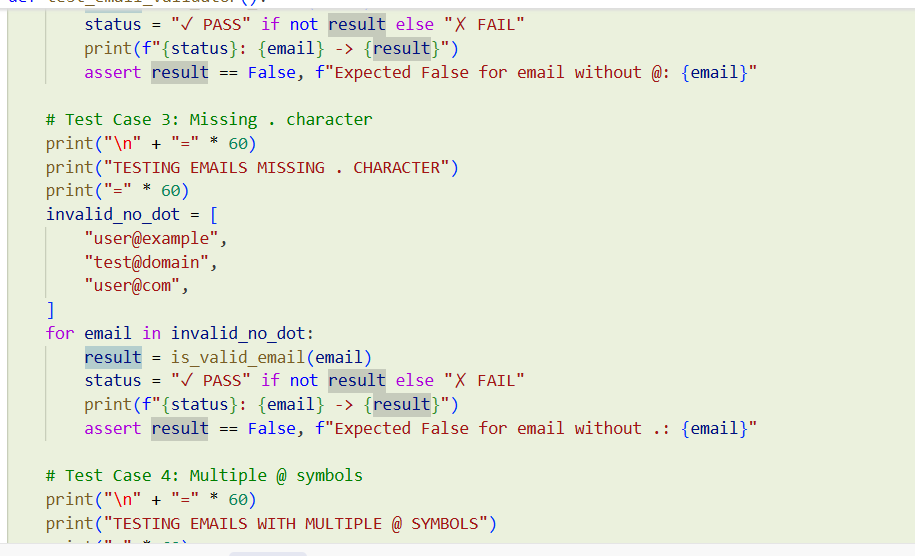 def test_email_validator():
status = "✓ PASS" if not result else "✗ FAIL"
print(f"{status}: {email} -> {result}")
assert result == False, f"Expected False for email without @: {email}"
# Test Case 3: Missing . character
print("\n" + "=" * 60)
print("TESTING EMAILS MISSING . CHARACTER")
print("=" * 60)
invalid_no_dot = [
"user@example",
"test@domain",
"user@com",
]
for email in invalid_no_dot:
result = is_valid_email(email)
status = "✓ PASS" if not result else "✗ FAIL"
print(f"{status}: {email} -> {result}")
assert result == False, f"Expected False for email without .: {email}"
# Test Case 4: Multiple @ symbols
print("\n" + "=" * 60)
print("TESTING EMAILS WITH MULTIPLE @ SYMBOLS")